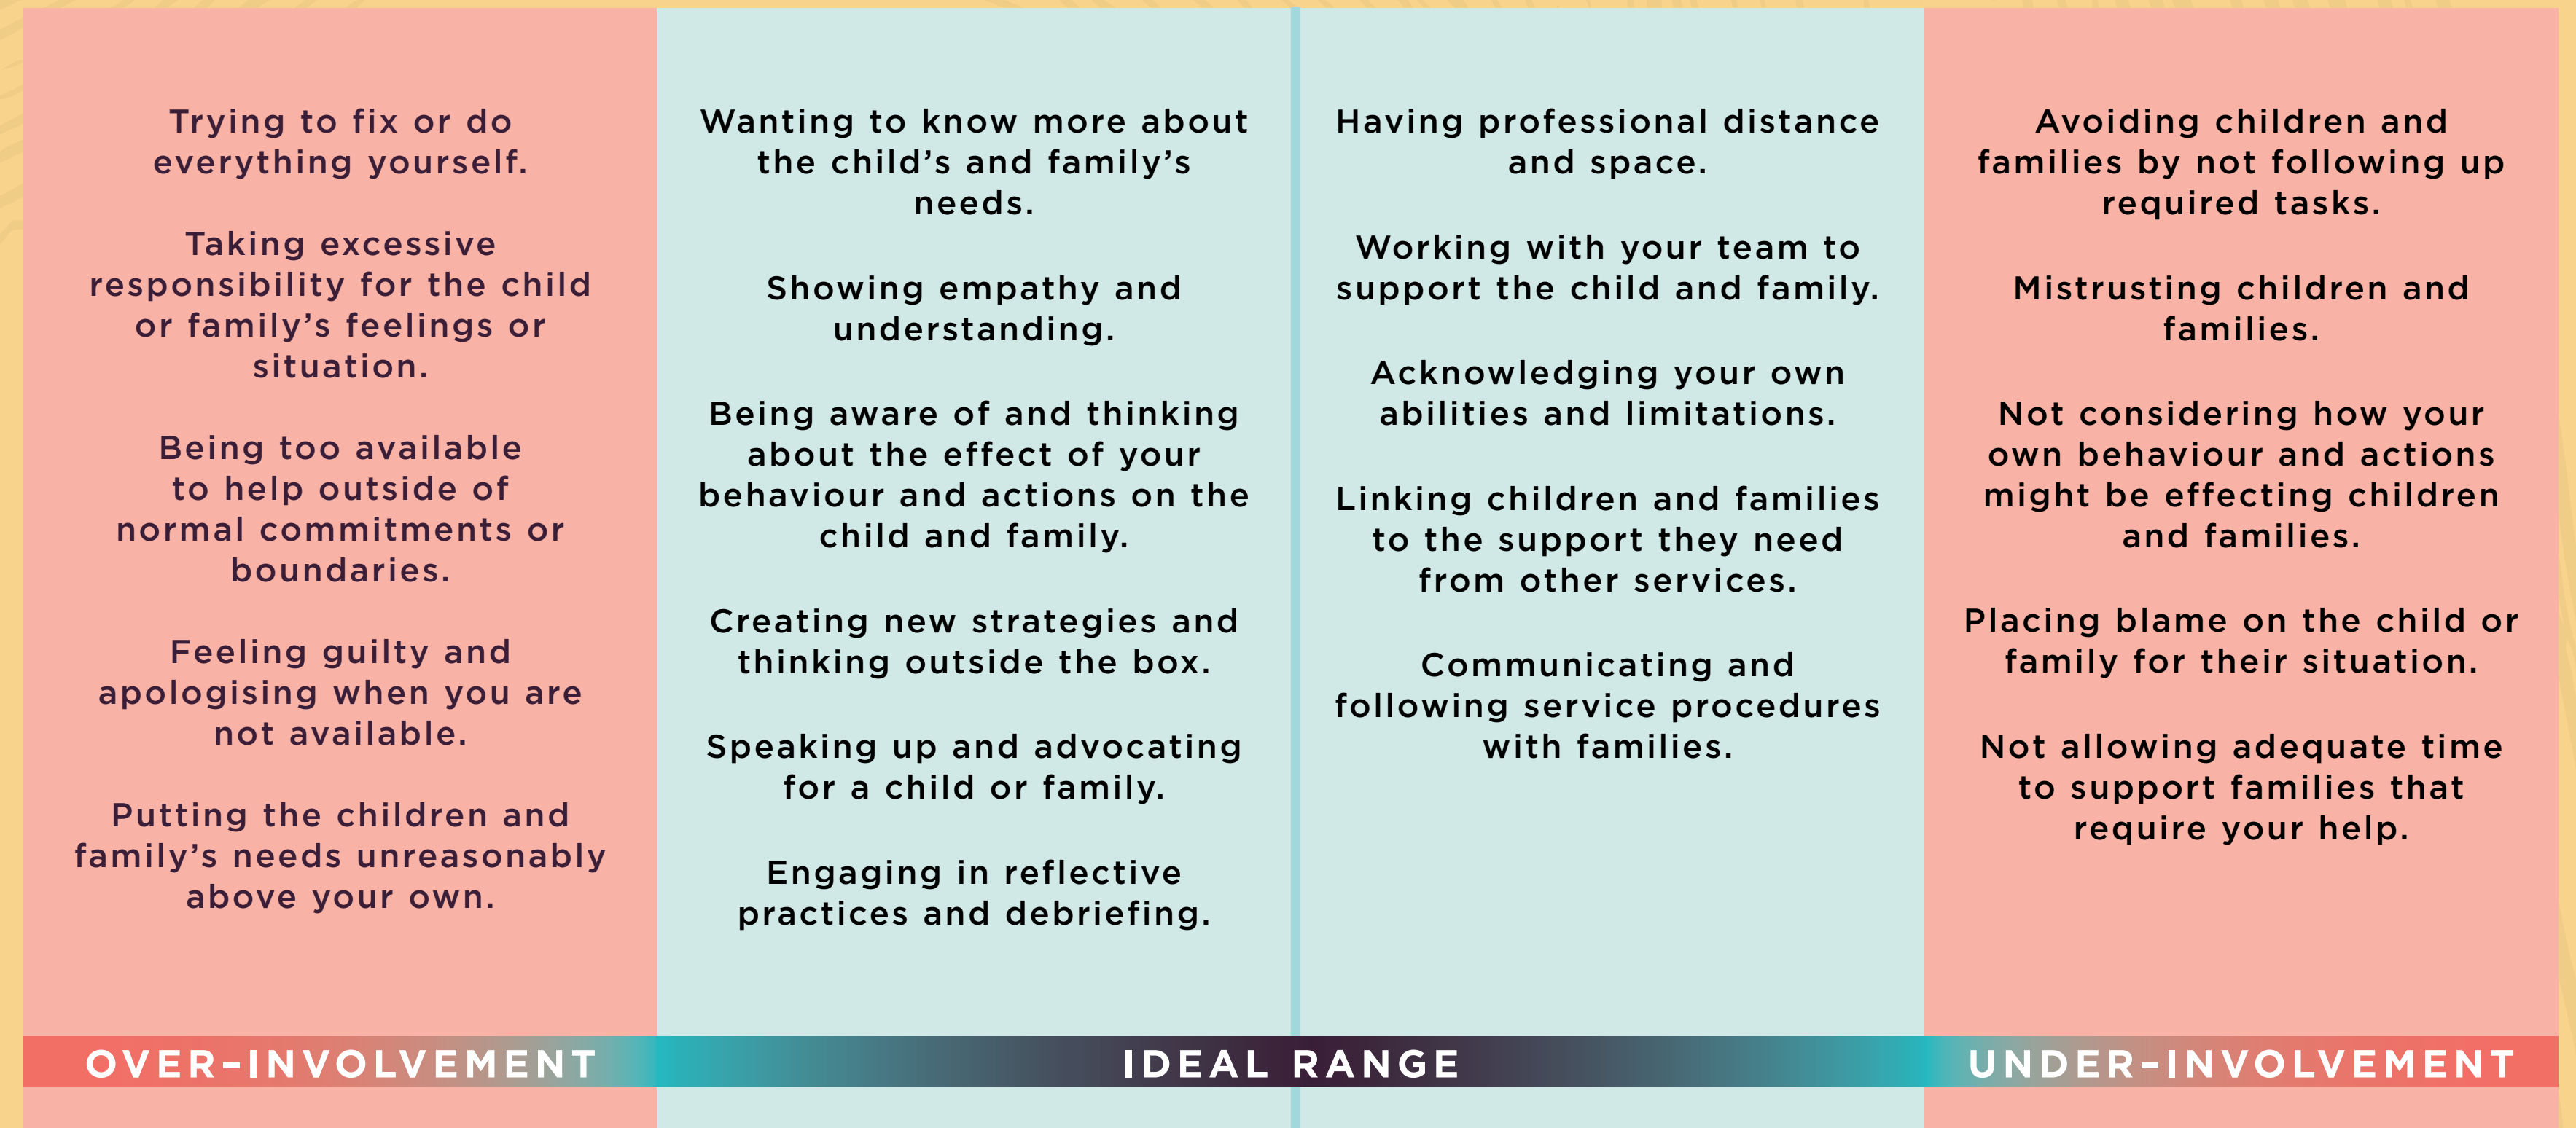 Trying to fix or do
everything yourself.
Taking excessive
responsibility for the child
or family’s feelings or
situation.
Being too available
to help outside of
normal commitments or
boundaries.
Feeling guilty and
apologising when you are
not available.
Putting the children and
family’s needs unreasonably
above your own.
Wanting to know more about
the child’s and family’s
needs.
Showing empathy and
understanding.
Being aware of and thinking
about the effect of your
behaviour and actions on the
child and family.
Creating new strategies and
thinking outside the box.
Speaking up and advocating
for a child or family.
Engaging in reflective
practices and debriefing.
Having professional distance
and space.
Working with your team to
support the child and family.
Acknowledging your own
abilities and limitations.
Linking children and families
to the support they need
from other services.
Communicating and
following service procedures
with families.
Avoiding children and
families by not following up
required tasks.
Mistrusting children and
families.
Not considering how your
own behaviour and actions
might be effecting children
and families.
Placing blame on the child or
family for their situation.
Not allowing adequate time
to support families that
require your help.
OVER-INVOLVEMENT
IDEAL RANGE
UNDER-INVOLVEMENT